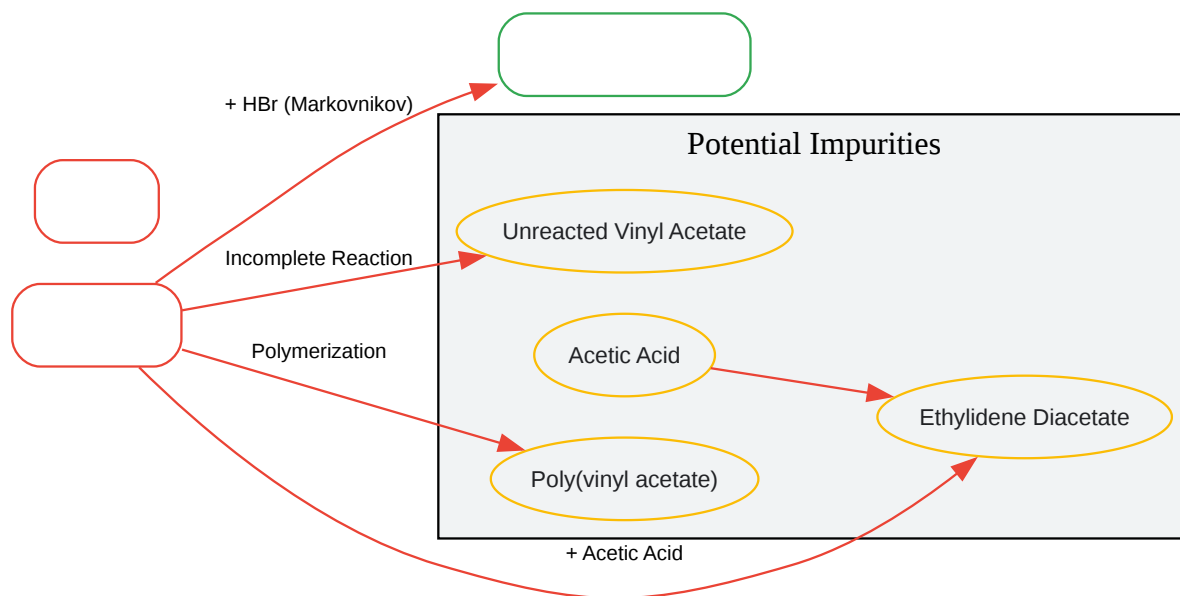 + HBr (Markovnikov)
Potential Impurities
Unreacted Vinyl Acetate
Incomplete Reaction
Polymerization
Acetic Acid
Ethylidene Diacetate
Poly(vinyl acetate)
+ Acetic Acid